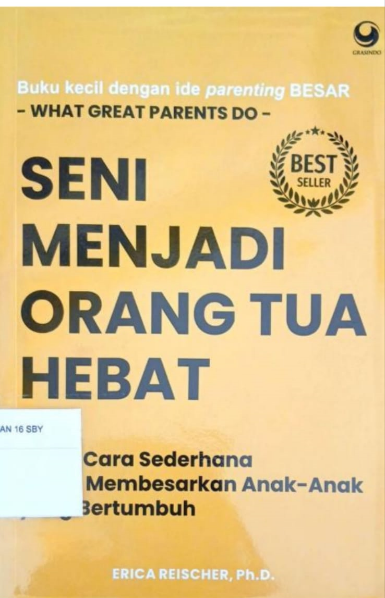 GRASINDO
Buku kecil dengan ide parenting BESAR
- WHAT GREAT PARENTS DO -
BEST
SELLER
SENI
MENJADI
ORANG TUA
HEBAT
AN 16 SBY
Cara Sederhana
Membesarkan Anak-Anak
Bertumbuh
ERICA REISCHER, Ph.D.